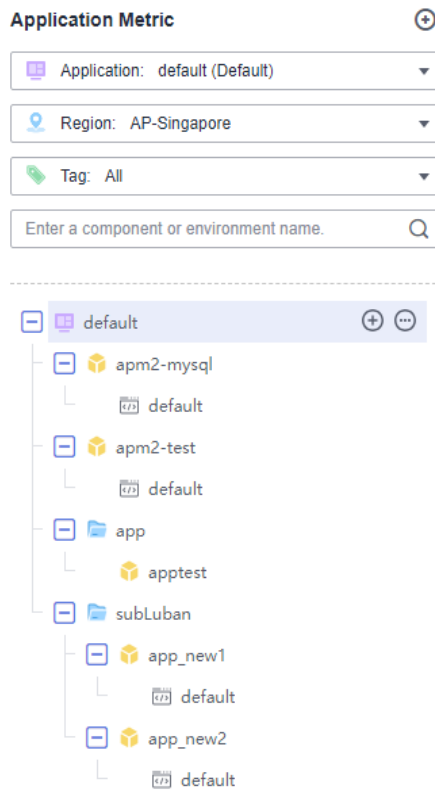 Application Metric
Application: default (Default)
Region: AP-Singapore
Tag: All
Enter a component or environment name.
default
apm2-mysql
default
apm2-test
default
app
apptest
subLuban
app_new1
default
app_new2
default